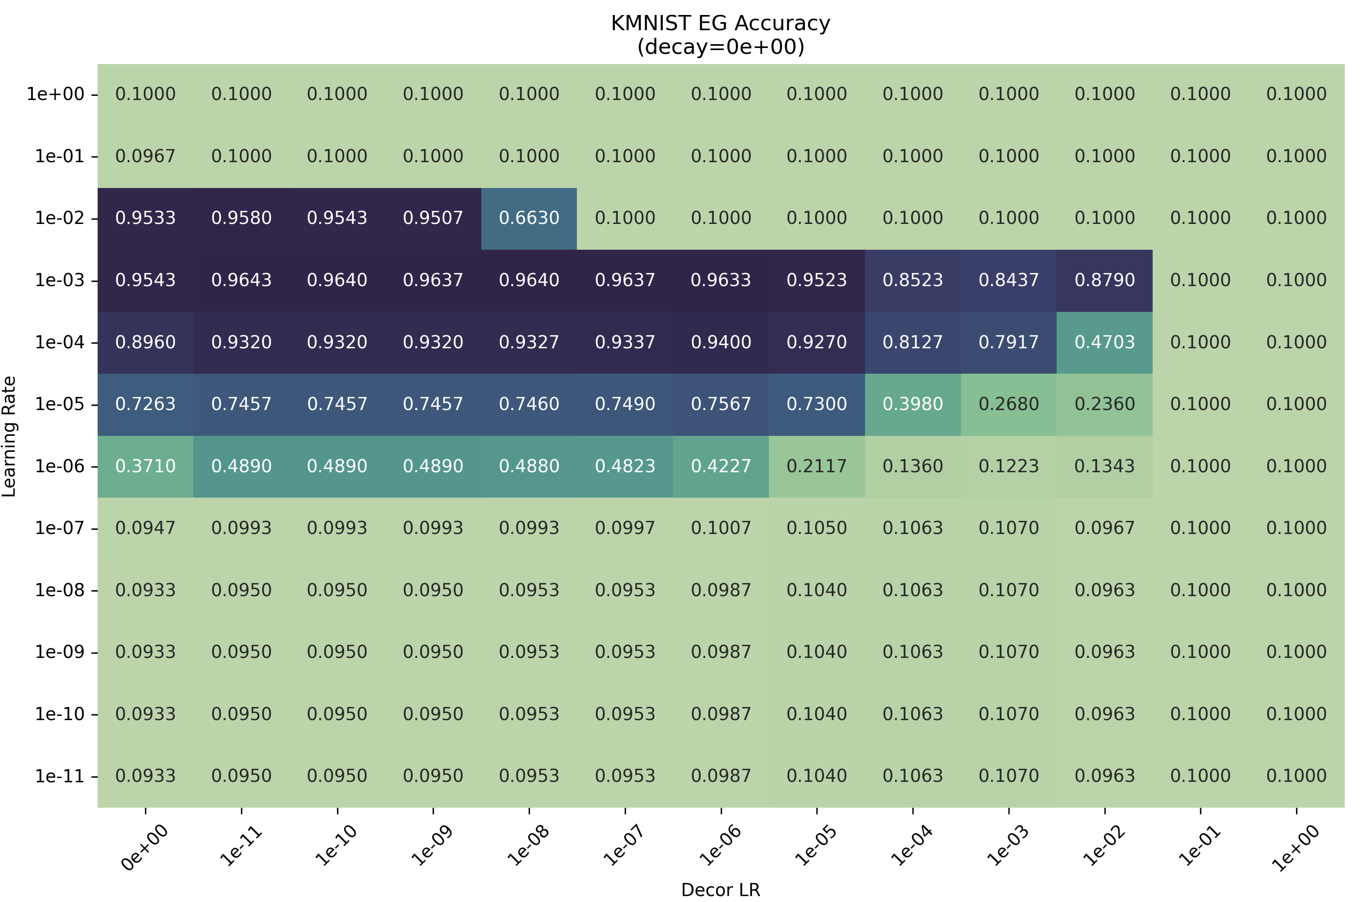 KMNIST EG Accuracy
(decay=0e+00)
1e+00 0.1000 0.1000 0.1000 0.1000 0.1000 0.1000 0.1000 0.1000 0.1000 0.1000 0.1000 0.1000 0.1000
1e-01 0.0967 0.1000 0.1000 0.1000 0.1000 0.1000 0.1000 0.1000 0.1000 0.1000 0.1000 0.1000 0.1000
1e-02 0.9533 0.9580 0.9543 0.9507 0.6630 0.1000 0.1000 0.1000 0.1000 0.1000 0.1000 0.1000 0.1000
1e-03 0.9543 0.9643 0.9640 0.9637 0.9640 0.9637 0.9633 0.9523 0.8523 0.8437 0.8790 0.1000 0.1000
1e-04 0.8960 0.9320 0.9320 0.9320 0.9327 0.9337 0.9400 0.9270 0.8127 0.7917 0.4703 0.1000 0.1000
1e-05 0.7263 0.7457 0.7457 0.7457 0.7460 0.7490 0.7567 0.7300 0.3980 0.2680 0.2360 0.1000 0.1000
1e-06 0.3710 0.4890 0.4890 0.4890 0.4880 0.4823 0.4227 0.2117 0.1360 0.1223 0.1343 0.1000 0.1000
1e-07 0.0947 0.0993 0.0993 0.0993 0.0993 0.0997 0.1007 0.1050 0.1063 0.1070 0.0967 0.1000 0.1000
1e-08 0.0933 0.0950 0.0950 0.0950 0.0953 0.0953 0.0987 0.1040 0.1063 0.1070 0.0963 0.1000 0.1000
1e-09 0.0933 0.0950 0.0950 0.0950 0.0953 0.0953 0.0987 0.1040 0.1063 0.1070 0.0963 0.1000 0.1000
1e-10 0.0933 0.0950 0.0950 0.0950 0.0953 0.0953 0.0987 0.1040 0.1063 0.1070 0.0963 0.1000 0.1000
1e-11 0.0933 0.0950 0.0950 0.0950 0.0953 0.0953 0.0987 0.1040 0.1063 0.1070 0.0963 0.1000 0.1000
Learning Rate
0e+00 1e-11 1e-10 1e-09 1e-08 1e-07 1e-06 1e-05 1e-04 1e-03 1e-02 1e-01 1e+00
Decor LR